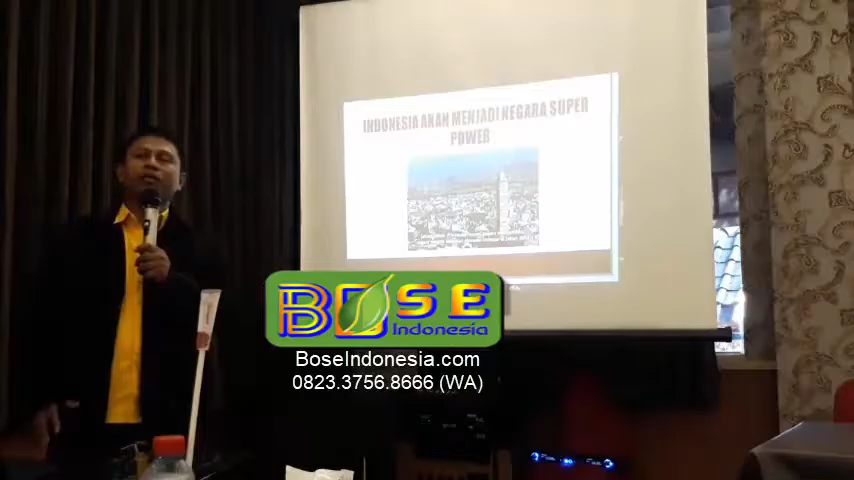 INDONESIA AKAN MENJADI NEGARA SUPER
POWER
BOSE
Indonesia
BoseIndonesia.com
0823.3756.8666 (WA)